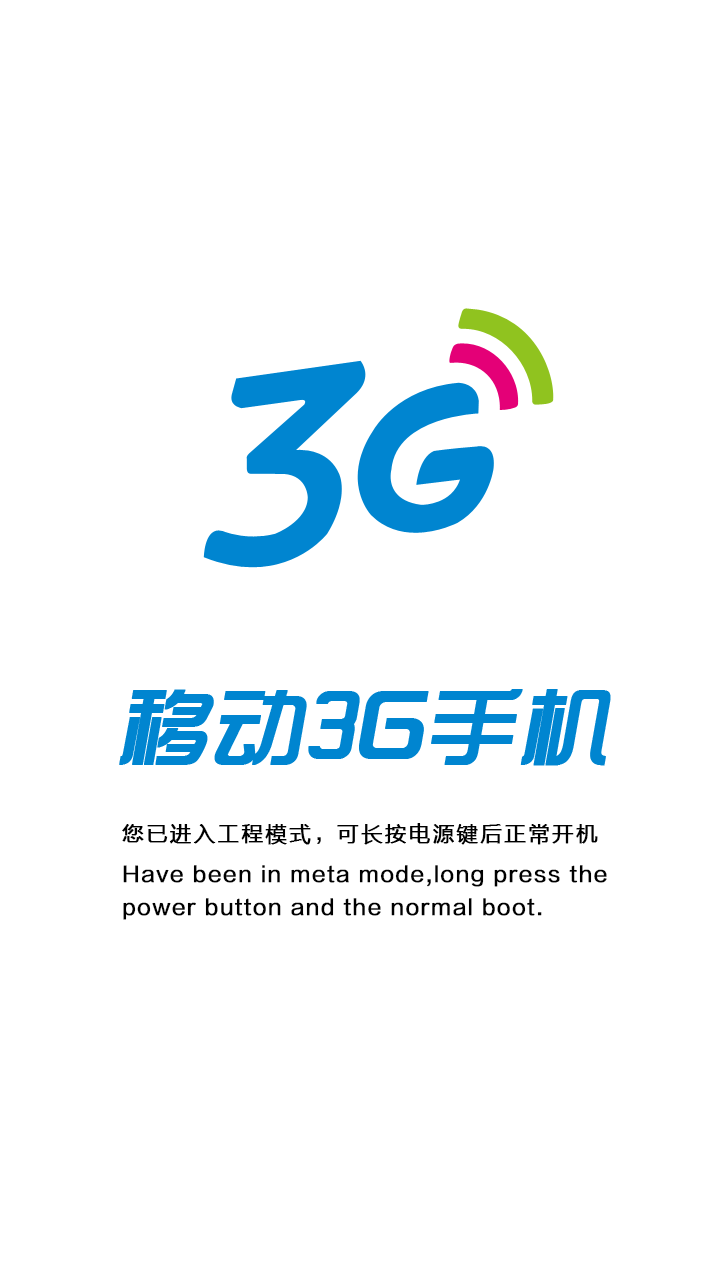 3G
移动3G手机
您已进入工程模式，可长按电源键后正常开机
Have been in meta mode,long press the
power button and the normal boot.